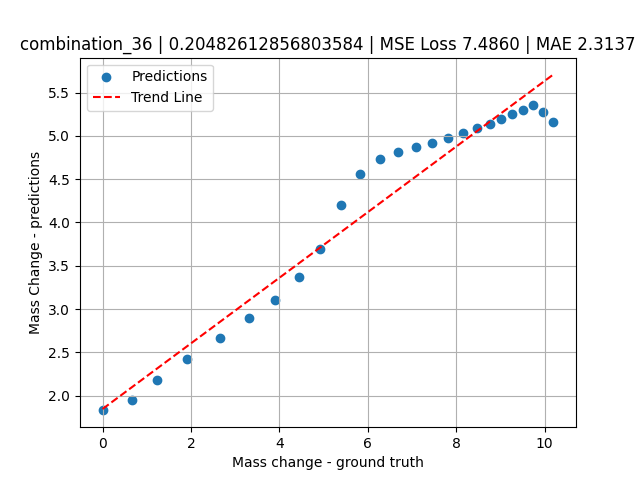 combination_36 | 0.20482612856803584 | MSE Loss 7.4860 | MAE 2.3137
Predictions
Trend Line
Mass Change - predictions
5.5
5.0
4.5
4.0
3.5
3.0
2.5
2.0
0 2 4 6 8 10
Mass change - ground truth